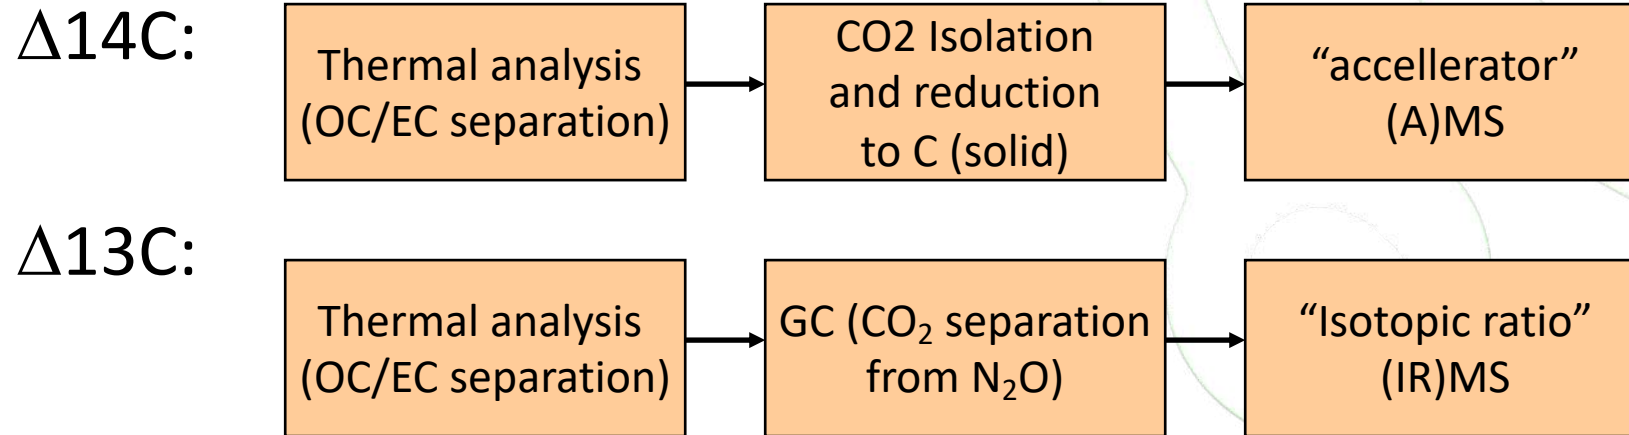 Δ14C:
Thermal analysis
(OC/EC separation)
CO2 Isolation
and reduction
to C (solid)
“accellerator”
(A)MS
Δ13C:
Thermal analysis
(OC/EC separation)
GC (CO₂ separation
from N₂O)
“Isotopic ratio”
(IR)MS